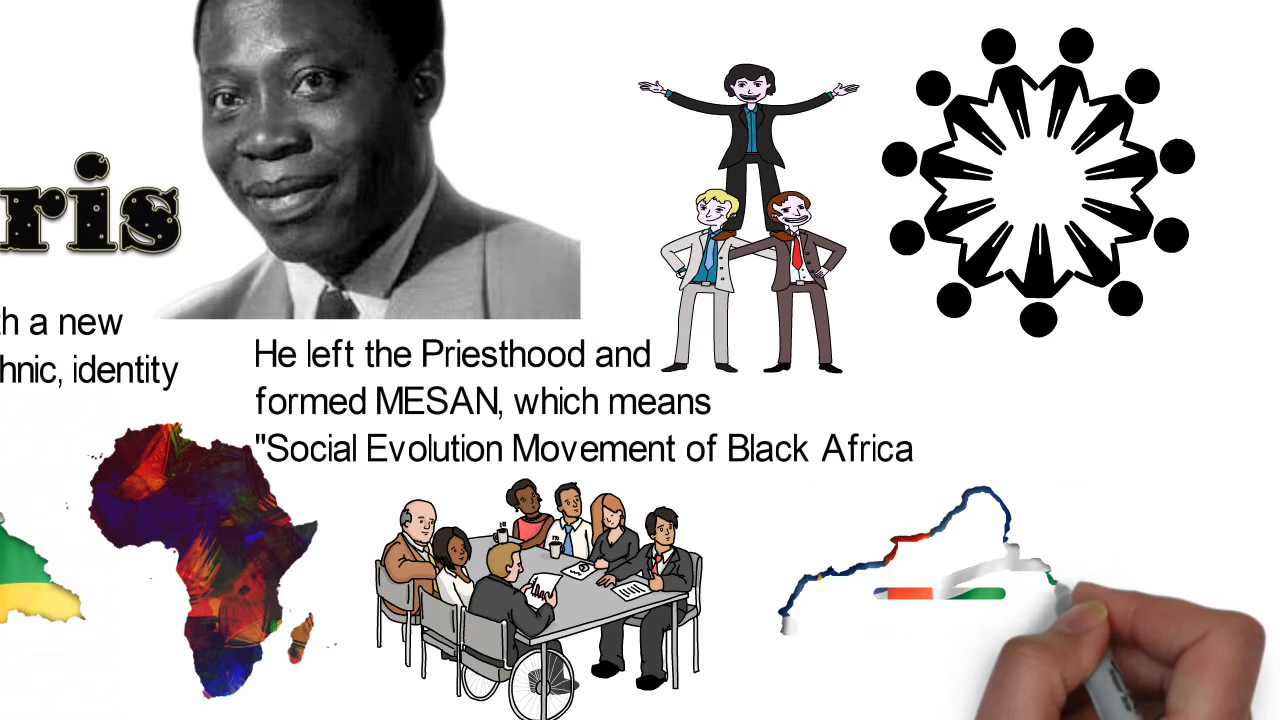 ris
th a new
hnic, identity
He left the Priesthood and
formed MESAN, which means
"Social Evolution Movement of Black Africa